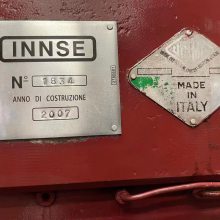 INNSE
N° 1834
ANNO DI COSTRUZIONE
2007
MADE IN
ITALY